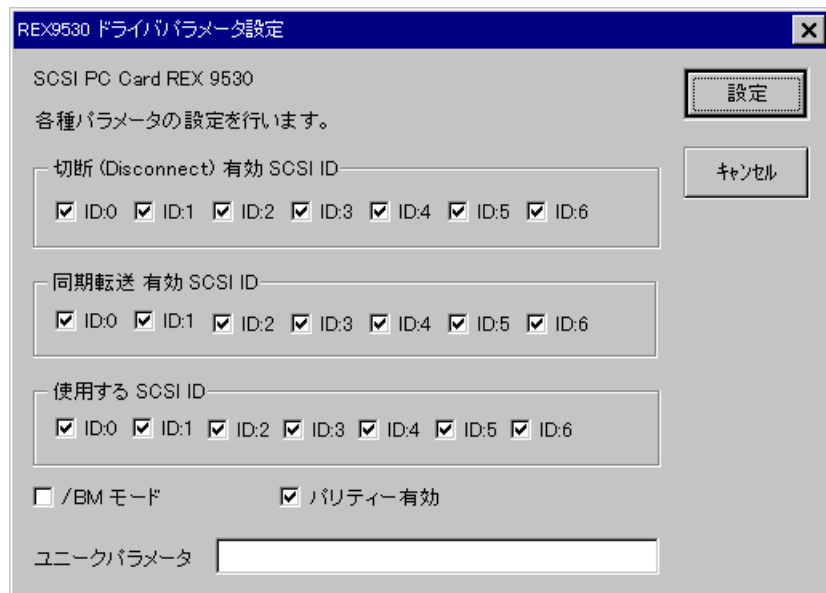 REX9530 ドライバパラメータ設定
SCSI PC Card REX 9530
設定
各種パラメータの設定を行います。
キャンセル
切断 (Disconnect) 有効 SCSI ID
ID:0 ID:1 ID:2 ID:3 ID:4 ID:5 ID:6
同期転送 有効 SCSI ID
ID:0 ID:1 ID:2 ID:3 ID:4 ID:5 ID:6
使用する SCSI ID
ID:0 ID:1 ID:2 ID:3 ID:4 ID:5 ID:6
/BM モード パリティー有効
ユニークパラメータ